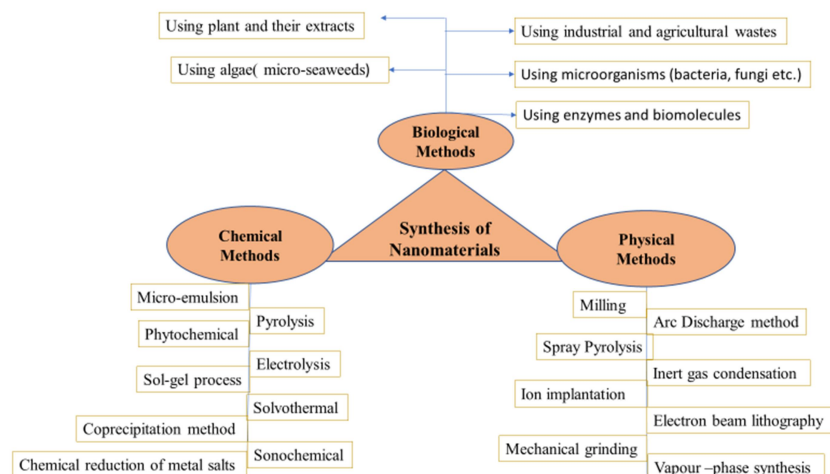 Using plant and their extracts
Using industrial and agricultural wastes
Using algae( micro-seaweeds)
Using microorganisms (bacteria, fungi etc.)
Using enzymes and biomolecules
Biological
Methods
Synthesis of
Nanomaterials
Chemical
Methods
Physical
Methods
Micro-emulsion
Pyrolysis
Phytochemical
Electrolysis
Sol-gel process
Solvothermal
Coprecipitation method
Sonochemical
Chemical reduction of metal salts
Milling
Arc Discharge method
Spray Pyrolysis
Inert gas condensation
Ion implantation
Electron beam lithography
Mechanical grinding
Vapour –phase synthesis